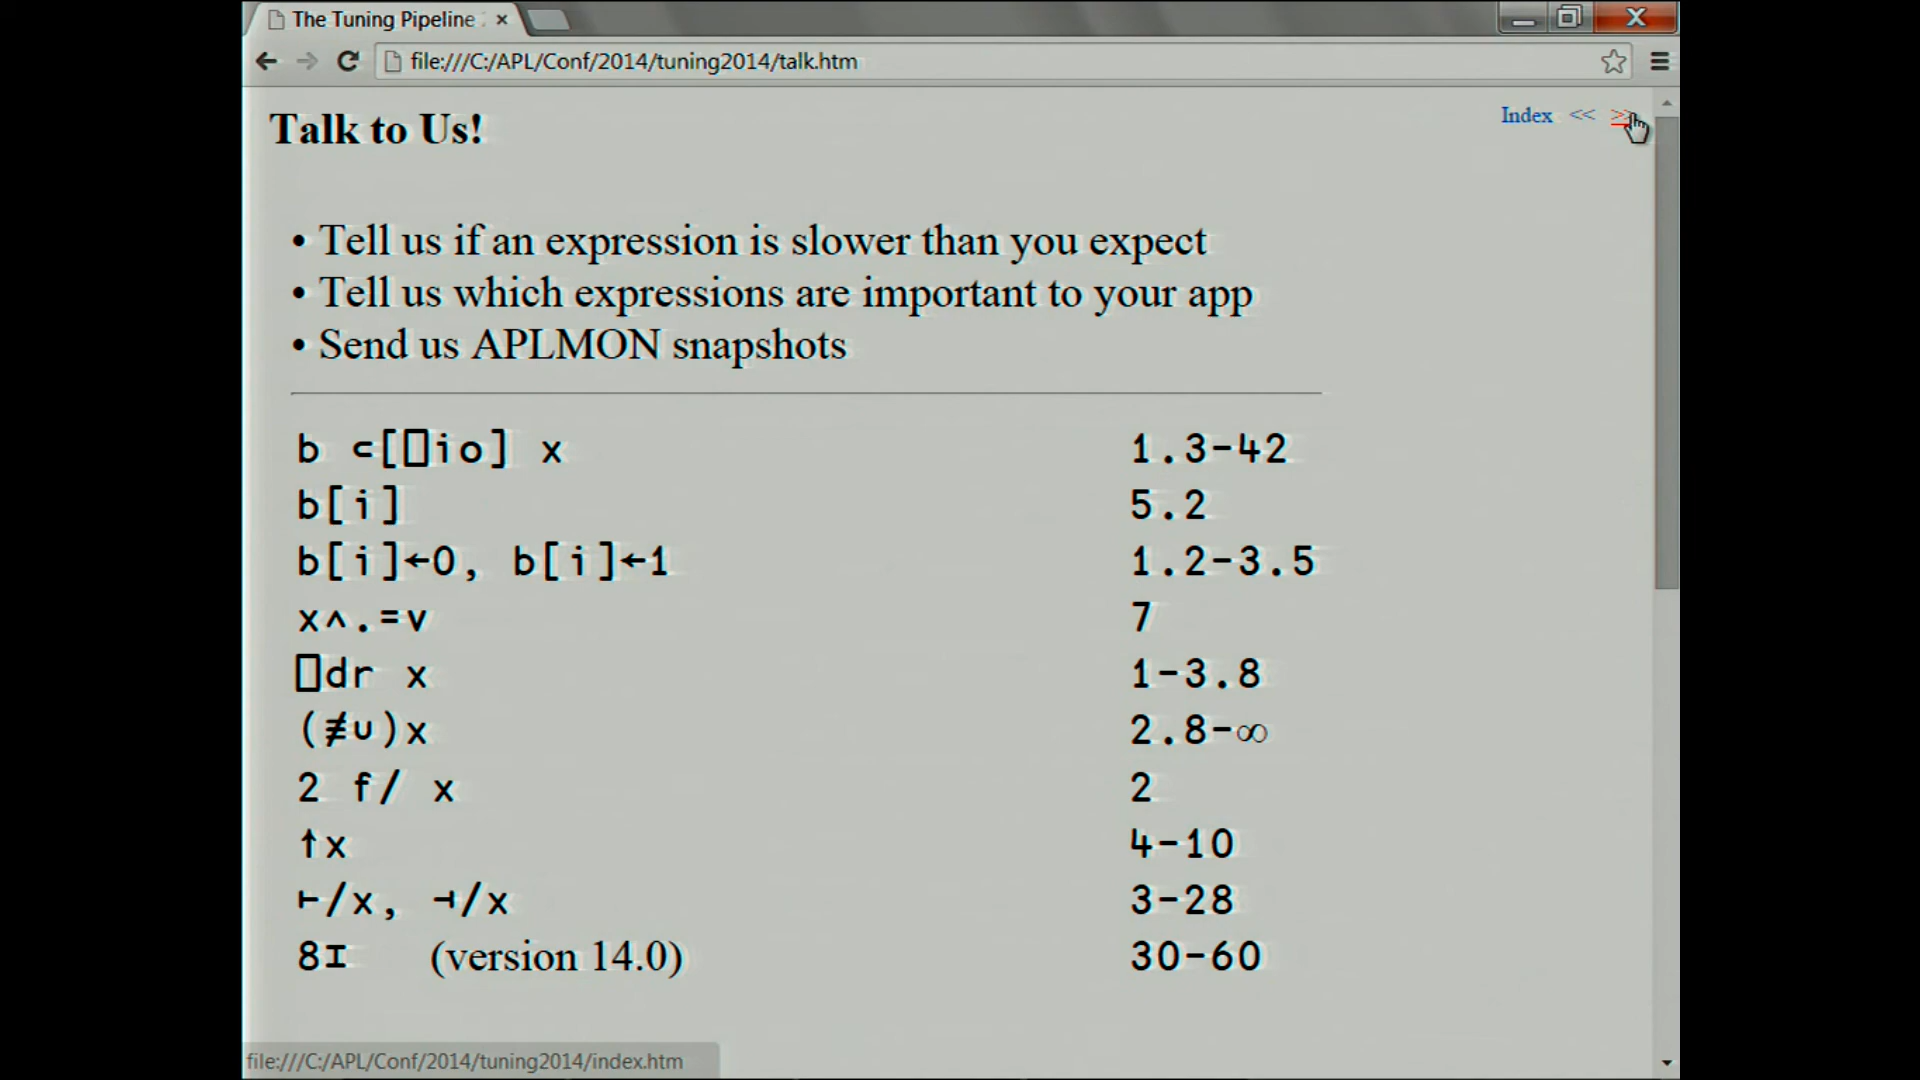 The Tuning Pipeline
file:///C:/APL/Conf/2014/tuning2014/talk.htm
Index << >>
Talk to Us!
• Tell us if an expression is slower than you expect
• Tell us which expressions are important to your app
• Send us APLMON snapshots
b ⊂[⎕io] x 1.3-42
b[i] 5.2
b[i]←0, b[i]←1 1.2-3.5
x∧.=v 7
⎕dr x 1-3.8
(≢∪)x 2.8-∞
2 f/ x 2
↑x 4-10
⊢/x, ⊣/x 3-28
8⌶ (version 14.0) 30-60
file:///C:/APL/Conf/2014/tuning2014/index.htm